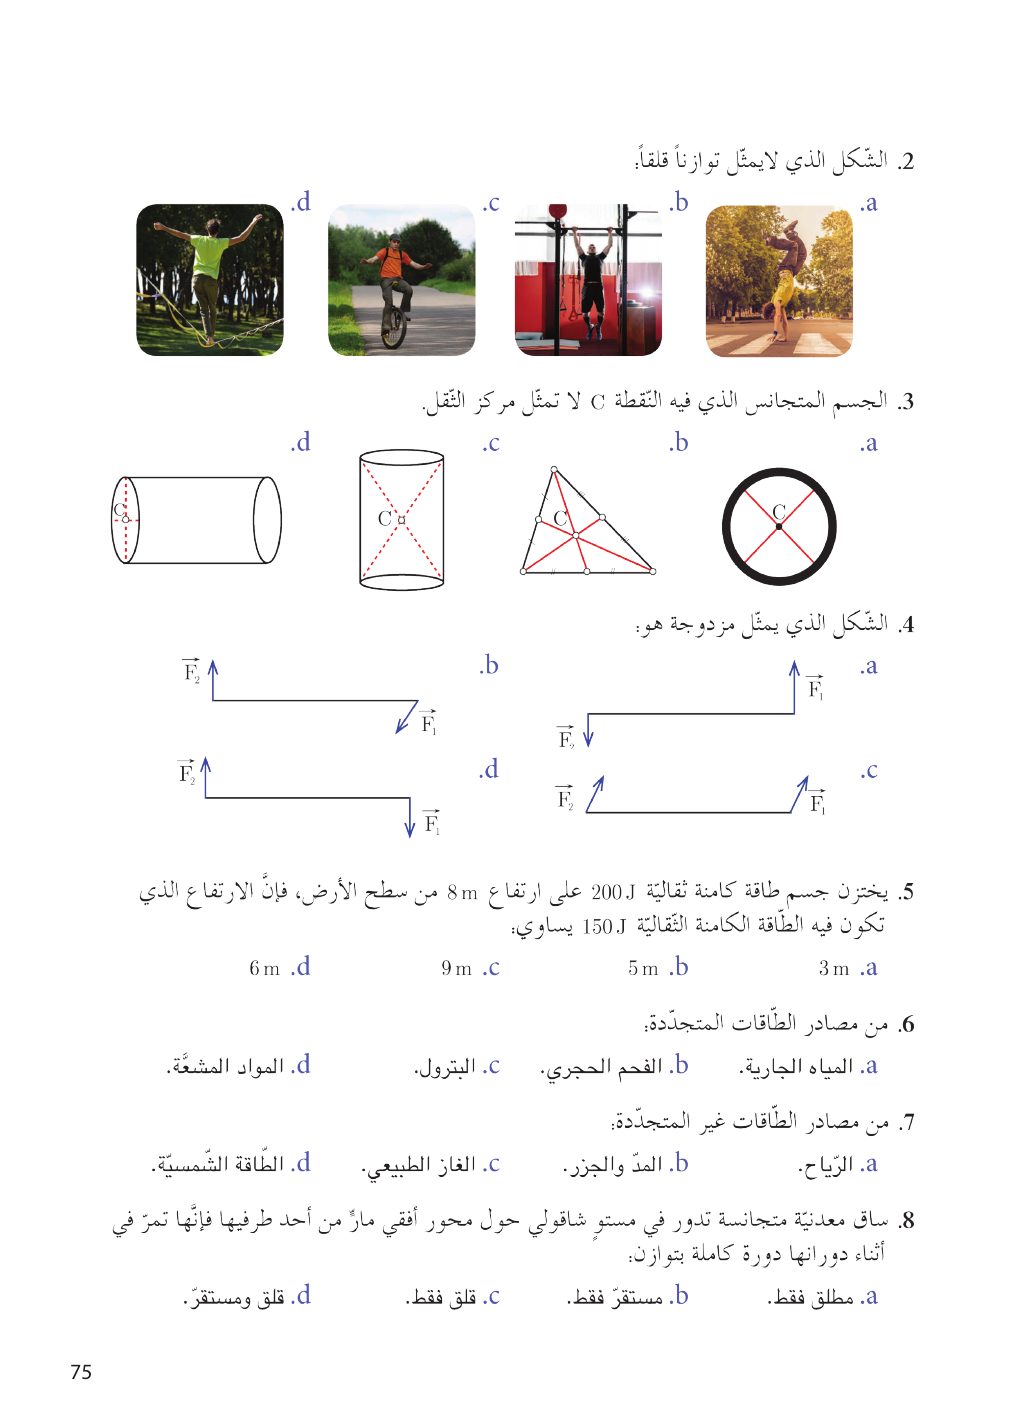 2. الشّكل الذي لايمثّل توازناً قلقاً:
a. b. c. d.
3. الجسم المتجانس الذي فيه النّقطة C لا تمثّل مركز الثّقل.
a. b. c. d.
C C C C
4. الشّكل الذي يمثّل مزدوجة هو:
a. F₁ F₂
b. F₂ F₁
c. F₂ F₁
d. F₂ F₁
5. يختزن جسم طاقة كامنة ثقاليّة 200 J على ارتفاع 8 m من سطح الأرض، فإنَّ الارتفاع الذي
تكون فيه الطّاقة الكامنة الثّقاليّة 150 J يساوي:
a. 3 m b. 5 m c. 9 m d. 6 m
6. من مصادر الطّاقات المتجدّدة:
a. المياه الجارية. b. الفحم الحجري. c. البترول. d. المواد المشعَّة.
7. من مصادر الطّاقات غير المتجدّدة:
a. الرّياح. b. المدّ والجزر. c. الغاز الطبيعي. d. الطّاقة الشّمسيّة.
8. ساق معدنيّة متجانسة تدور في مستوٍ شاقولي حول محور أفقي مارٍّ من أحد طرفيها فإنَّها تمرّ في
أثناء دورانها دورة كاملة بتوازن:
a. مطلق فقط. b. مستقرّ فقط. c. قلق فقط. d. قلق ومستقرّ.
75